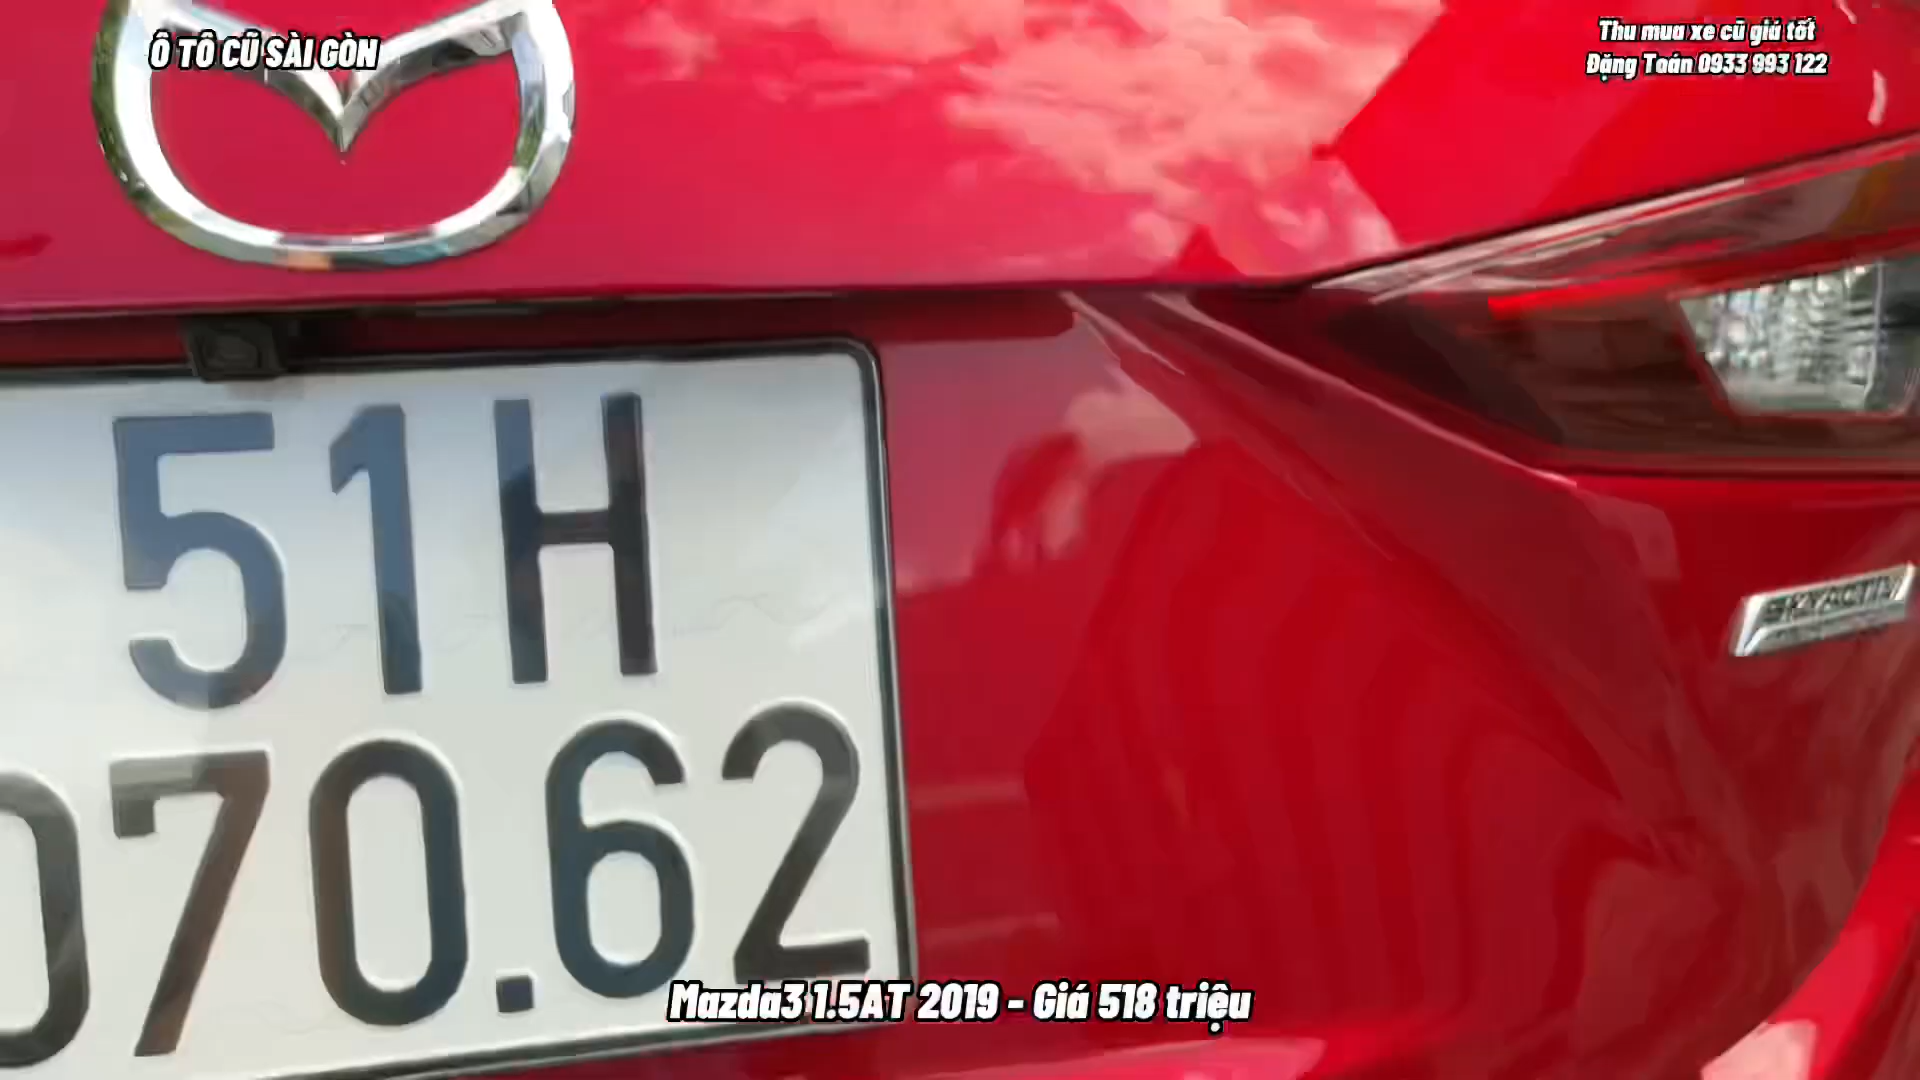 Ô TÔ CŨ SÀI GÒN
Thu mua xe cũ giá tốt
Đặng Toán 0933 993 122
51H
070.62
SKYACTIV
Mazda3 1.5AT 2019 - Giá 518 triệu